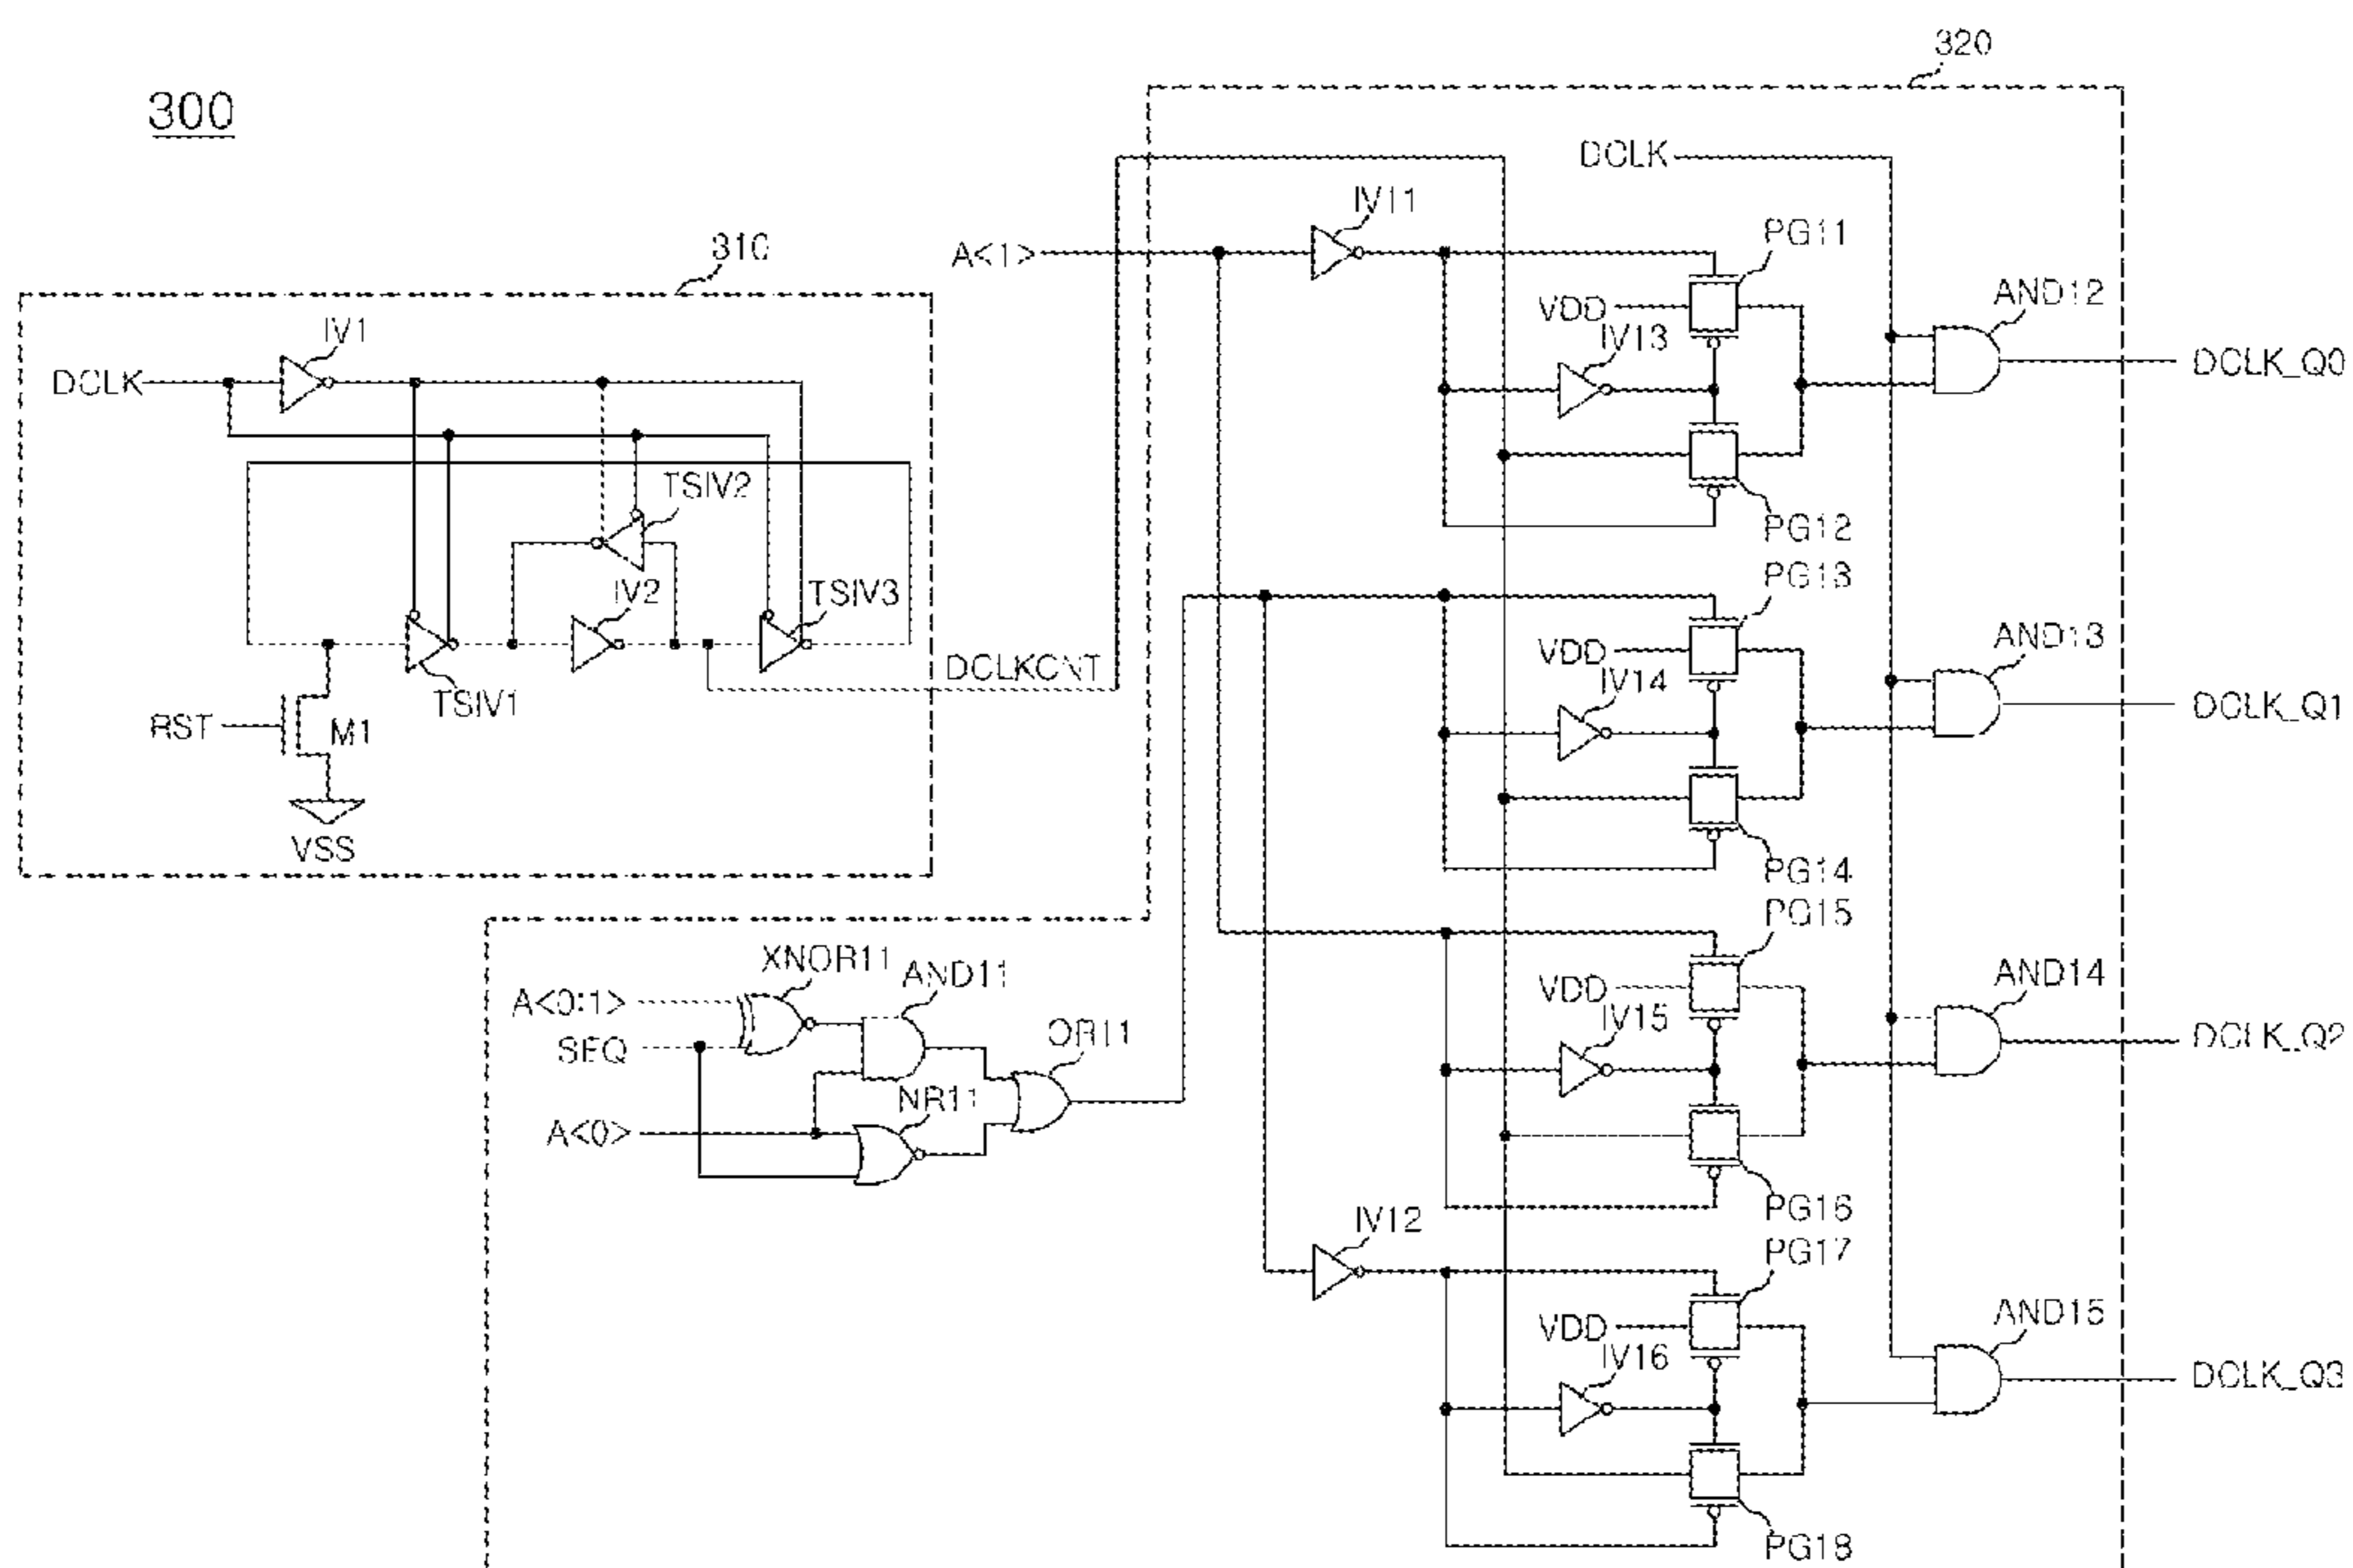 300
320
310
DCLK
IV1
TSIV2
IV2
TSIV3
TSIV1
RST
M1
VSS
DCLKCNT
A<1>
IV11
DCLK
PG11
VDD
IV13
PG12
AND12
DCLK_Q0
PG13
VDD
IV14
PG14
AND13
DCLK_Q1
PG15
VDD
IV15
PG16
AND14
DCLK_Q2
IV12
PG17
VDD
IV16
PG18
AND15
DCLK_Q3
A<0:1>
XNOR11
AND11
SEQ
OR11
A<0>
NR11